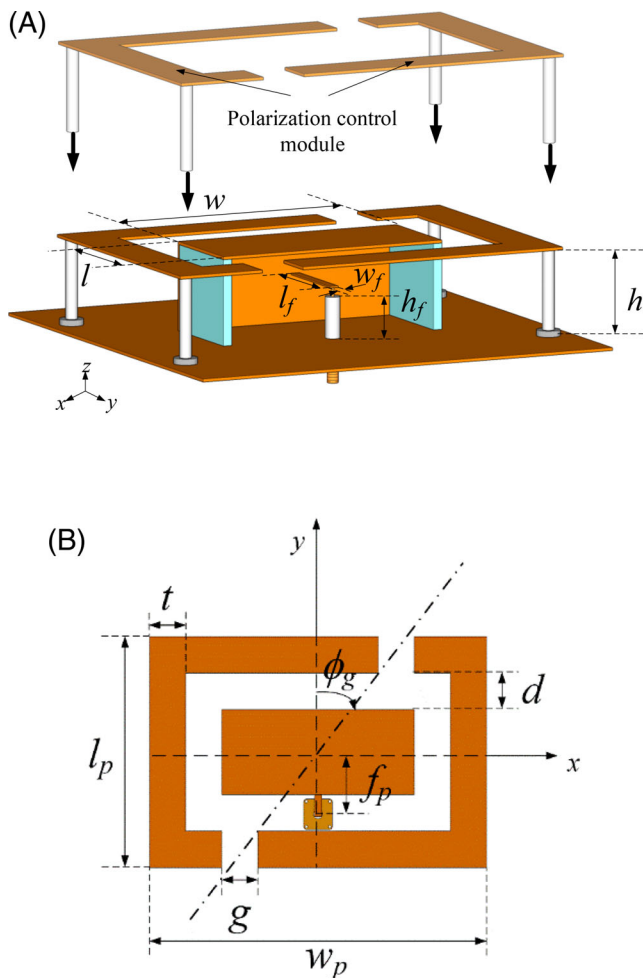 (A)
Polarization control
module
w
l
l_f
w_f
h_f
h
z
x
y
(B)
y
t
ϕ_g
d
l_p
f_p
x
g
w_p